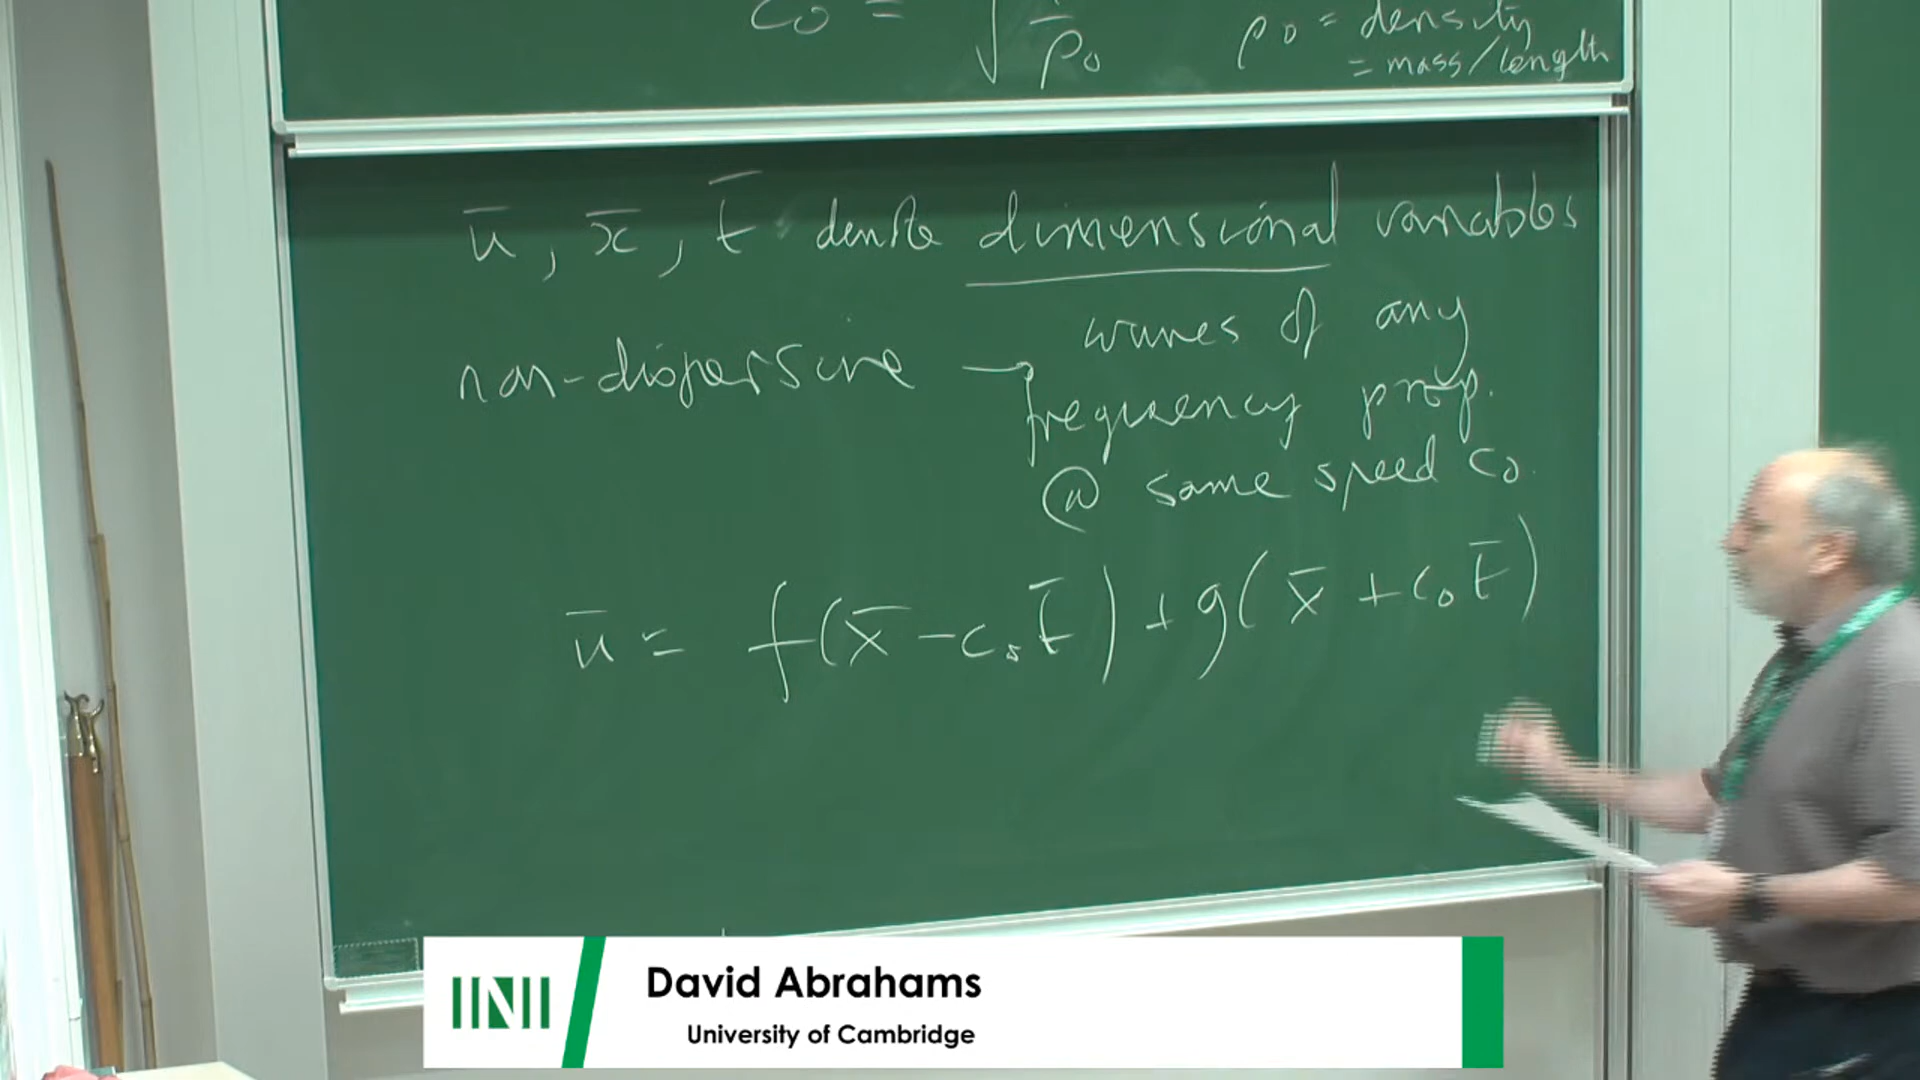 c₀ = √ /ρ₀ ρ₀ = density
= mass/length
ū, x̄, t̄ denote dimensional variables
non-dispersive → waves of any
frequency prop.
@ same speed c₀.
ū = f(x̄ - c₀t̄) + g(x̄ + c₀t̄)
David Abrahams
University of Cambridge